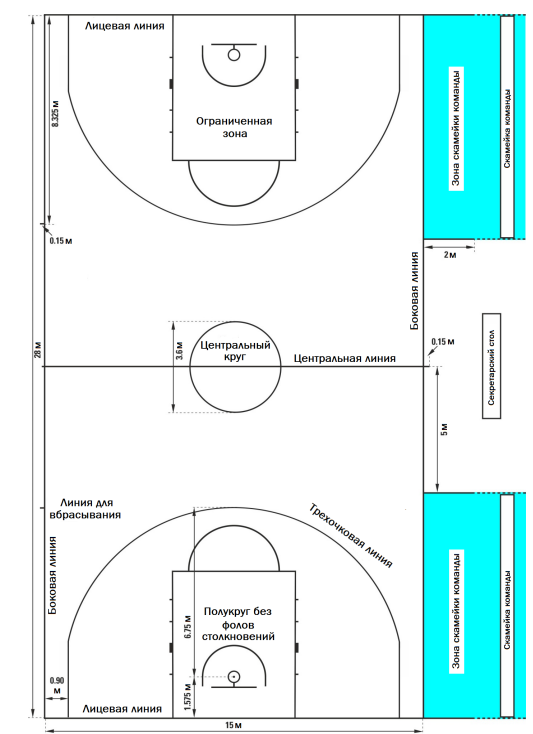 Лицевая линия
Зона скамейки команды
Скамейка команды
8.325 м
Ограниченная
зона
0.15 м
2 м
Боковая линия
28 м
3.6 м
Центральный
круг
Центральная линия
0.15 м
Секретарский стол
5 м
Линия для
вбрасывания
Трехочковая линия
Боковая линия
6.75 м
Полукруг без
фолов
столкновений
Зона скамейки команды
Скамейка команды
0.90
м
1.575 м
Лицевая линия
15 м